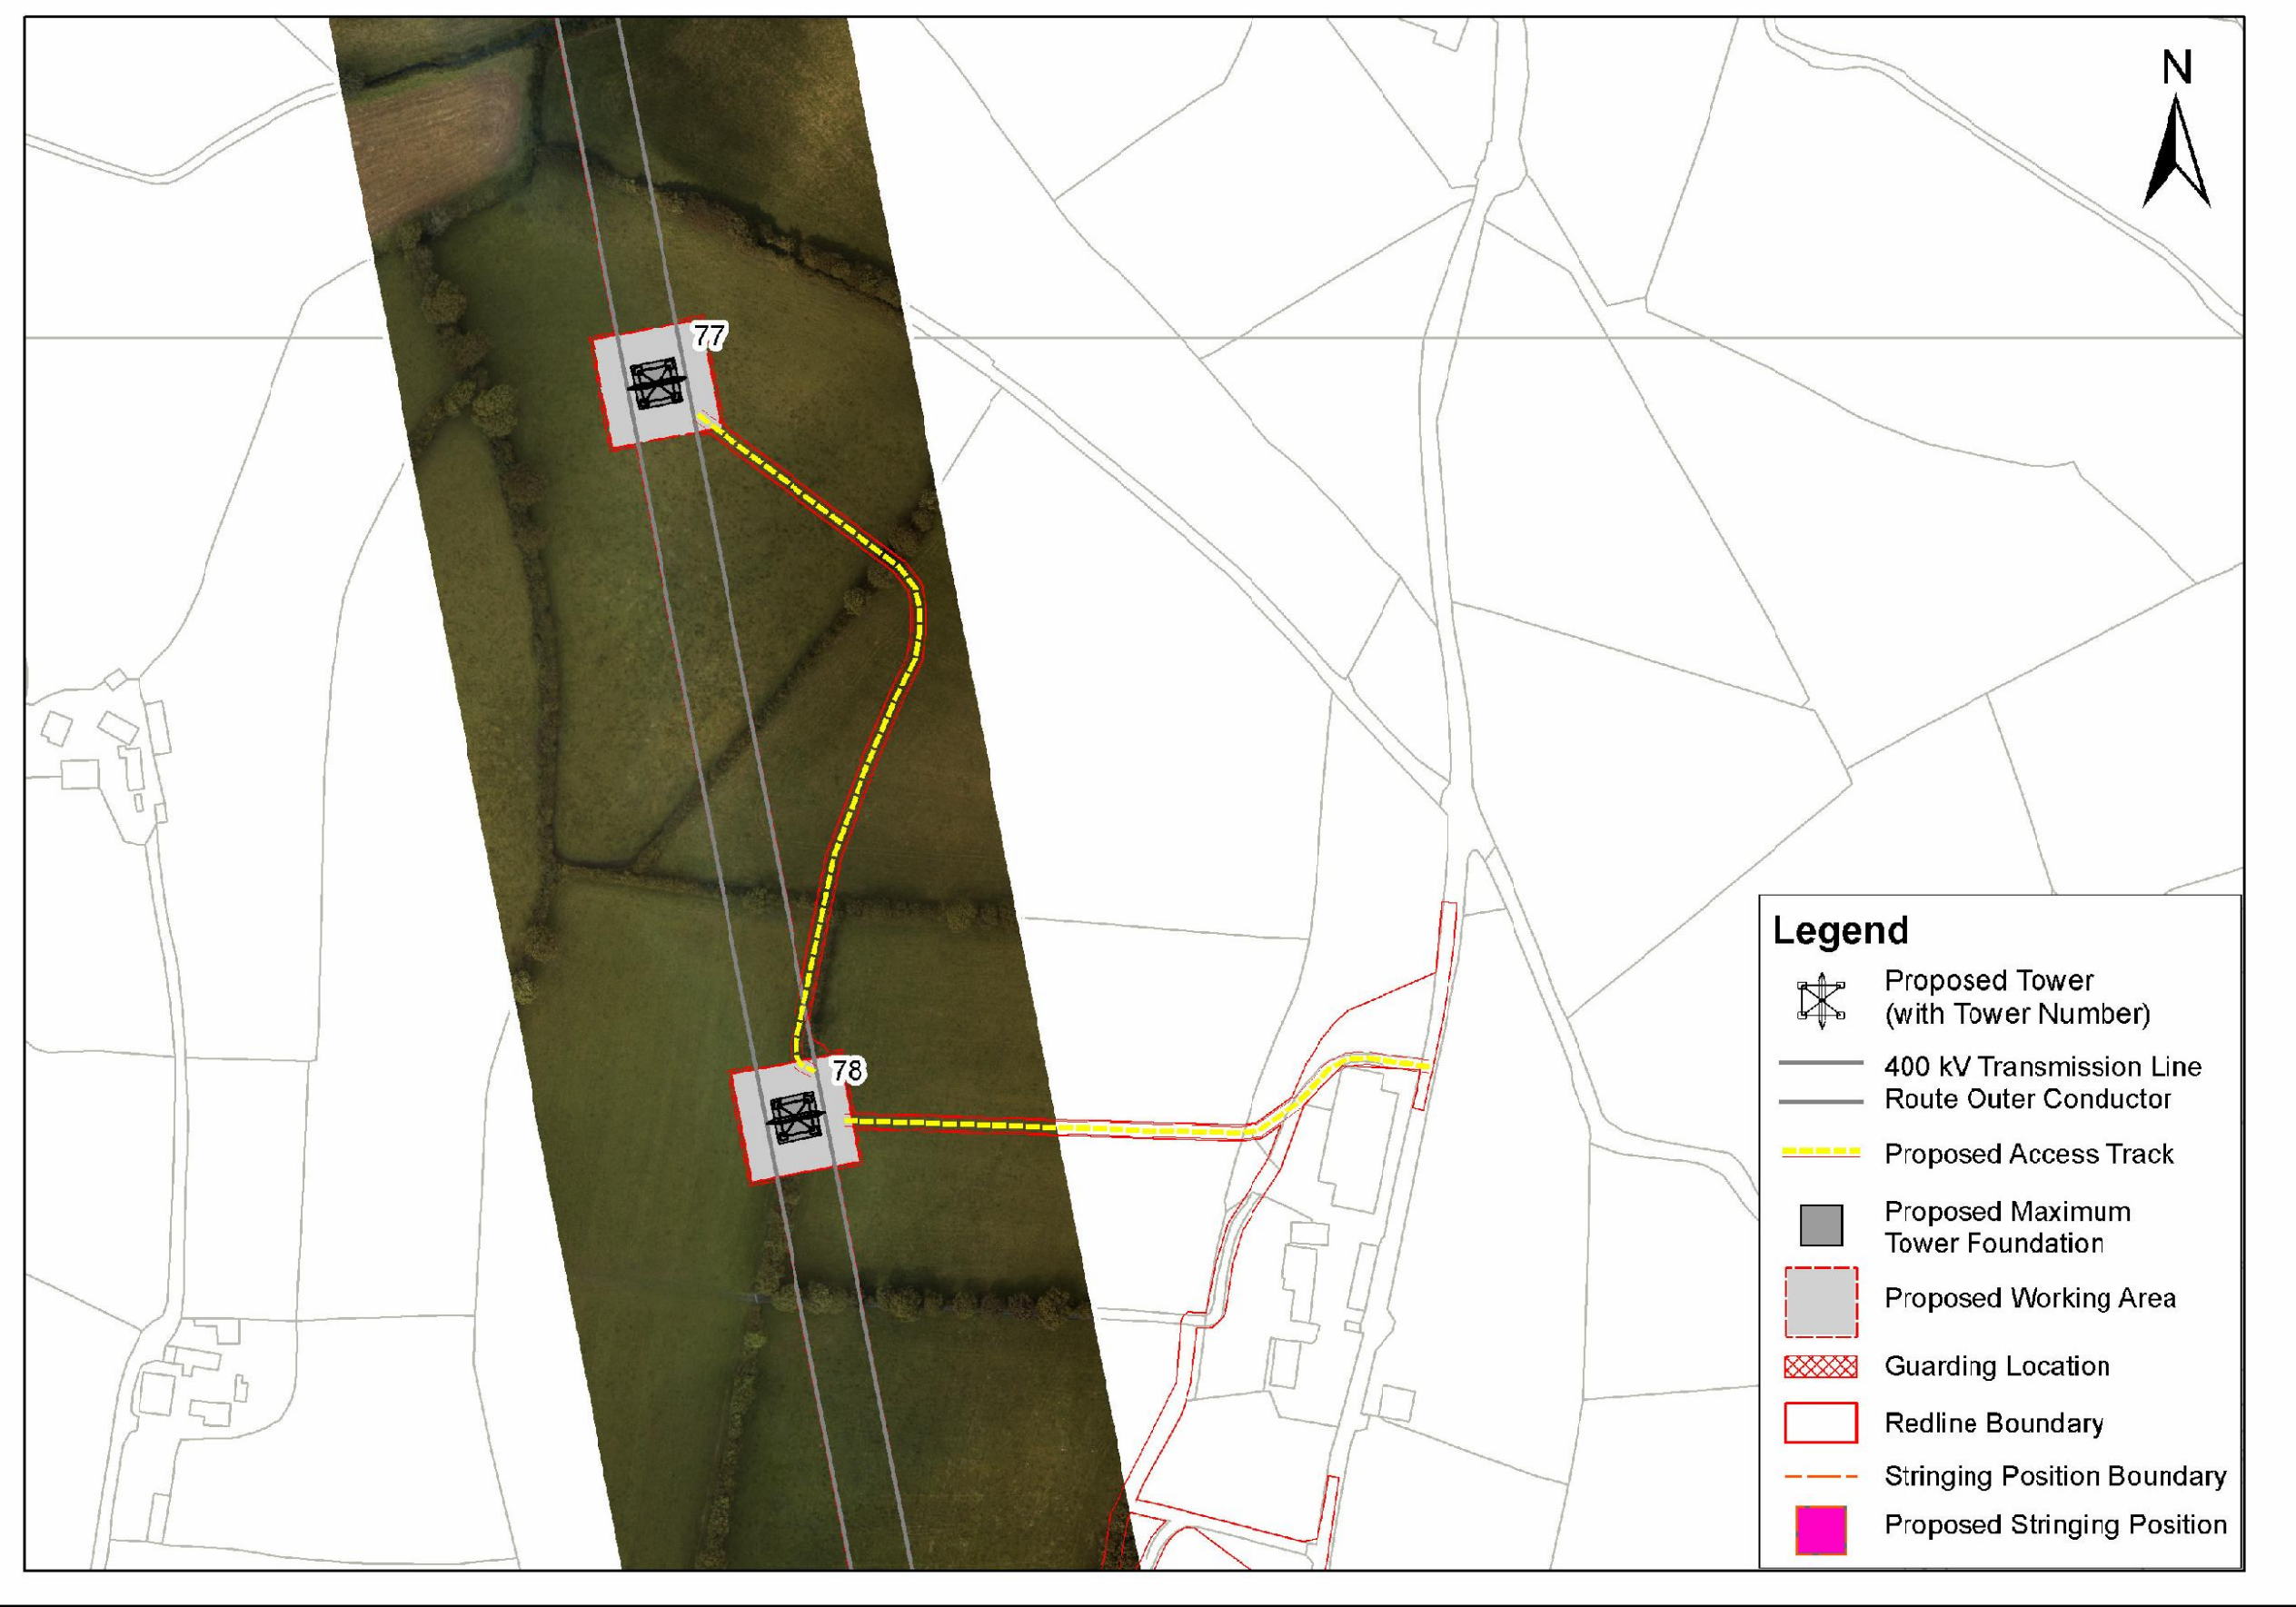 N
77
78
Legend
Proposed Tower
(with Tower Number)
400 kV Transmission Line
Route Outer Conductor
Proposed Access Track
Proposed Maximum
Tower Foundation
Proposed Working Area
Guarding Location
Redline Boundary
Stringing Position Boundary
Proposed Stringing Position